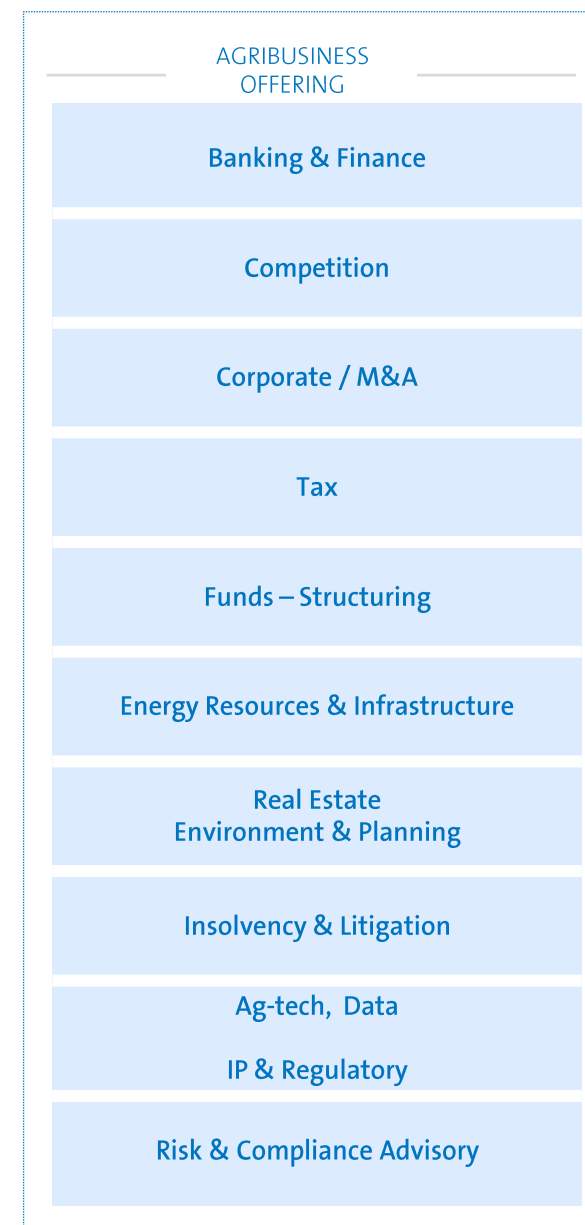 AGRIBUSINESS
OFFERING
Banking & Finance
Competition
Corporate / M&A
Tax
Funds – Structuring
Energy Resources & Infrastructure
Real Estate
Environment & Planning
Insolvency & Litigation
Ag-tech, Data
IP & Regulatory
Risk & Compliance Advisory